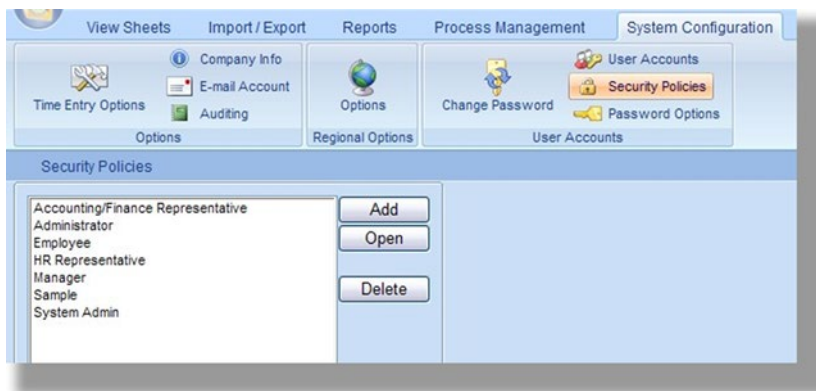 View Sheets Import / Export Reports Process Management System Configuration
Company Info
E-mail Account
Auditing
Time Entry Options
Options
Options
Regional Options
Change Password
User Accounts
Security Policies
Password Options
User Accounts
Security Policies
Accounting/Finance Representative
Administrator
Employee
HR Representative
Manager
Sample
System Admin
Add
Open
Delete